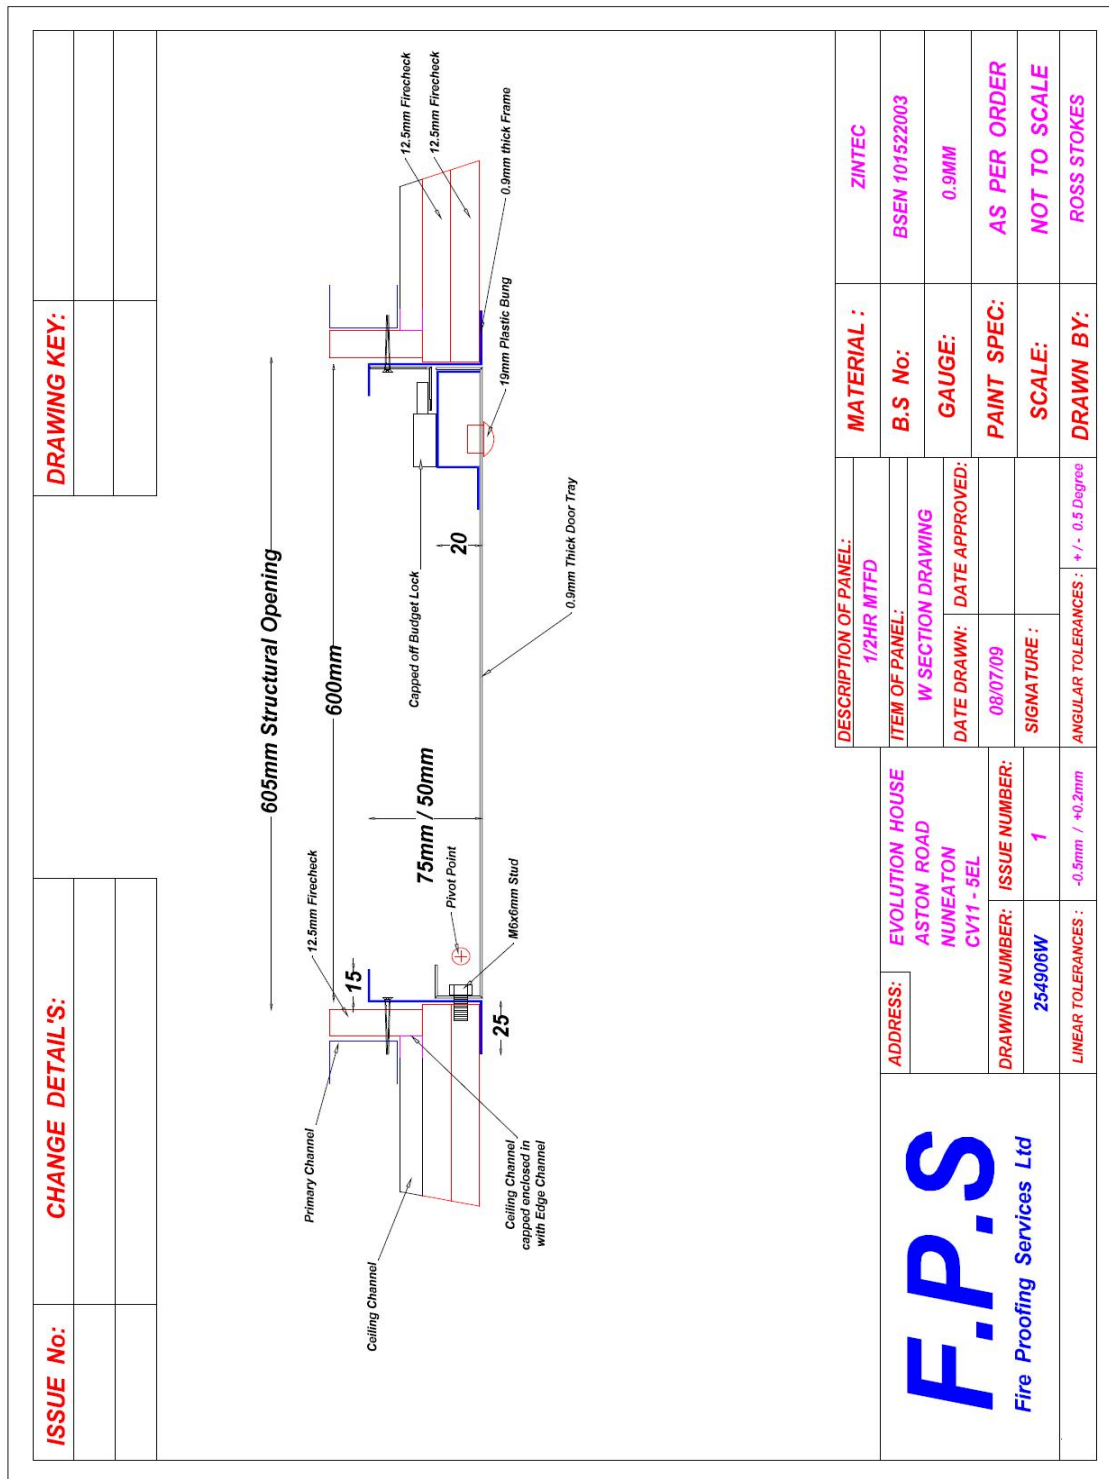 ISSUE No:
CHANGE DETAIL'S:
DRAWING KEY:
605mm Structural Opening
600mm
12.5mm Firecheck
Primary Channel
15
75mm / 50mm
Pivot Point
M6x6mm Stud
25
Ceiling Channel
Ceiling Channel
capped enclosed in
with Edge Channel
Capped off Budget Lock
20
0.9mm Thick Door Tray
12.5mm Firecheck
12.5mm Firecheck
0.9mm thick Frame
19mm Plastic Bung
F.P.S
Fire Proofing Services Ltd
ADDRESS:
EVOLUTION HOUSE
ASTON ROAD
NUNEATON
CV11 - 5EL
DRAWING NUMBER:
254906W
ISSUE NUMBER:
1
LINEAR TOLERANCES :
-0.5mm / +0.2mm
DESCRIPTION OF PANEL:
1/2HR MTFD
ITEM OF PANEL:
W SECTION DRAWING
DATE DRAWN:
08/07/09
DATE APPROVED:
SIGNATURE :
ANGULAR TOLERANCES :
+ / - 0.5 Degree
MATERIAL :
ZINTEC
B.S No:
BSEN 101522003
GAUGE:
0.9MM
PAINT SPEC:
AS PER ORDER
SCALE:
NOT TO SCALE
DRAWN BY:
ROSS STOKES